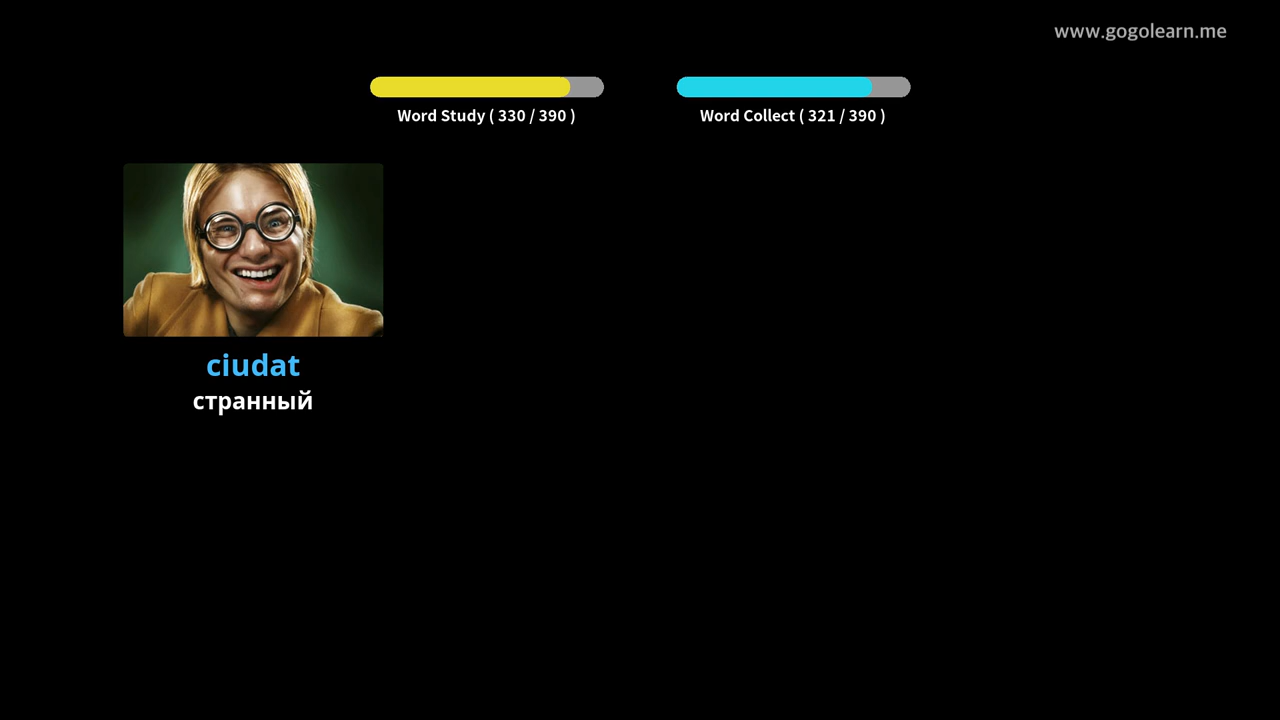 www.gogolearn.me
Word Study ( 330 / 390 )
Word Collect ( 321 / 390 )
ciudat
странный